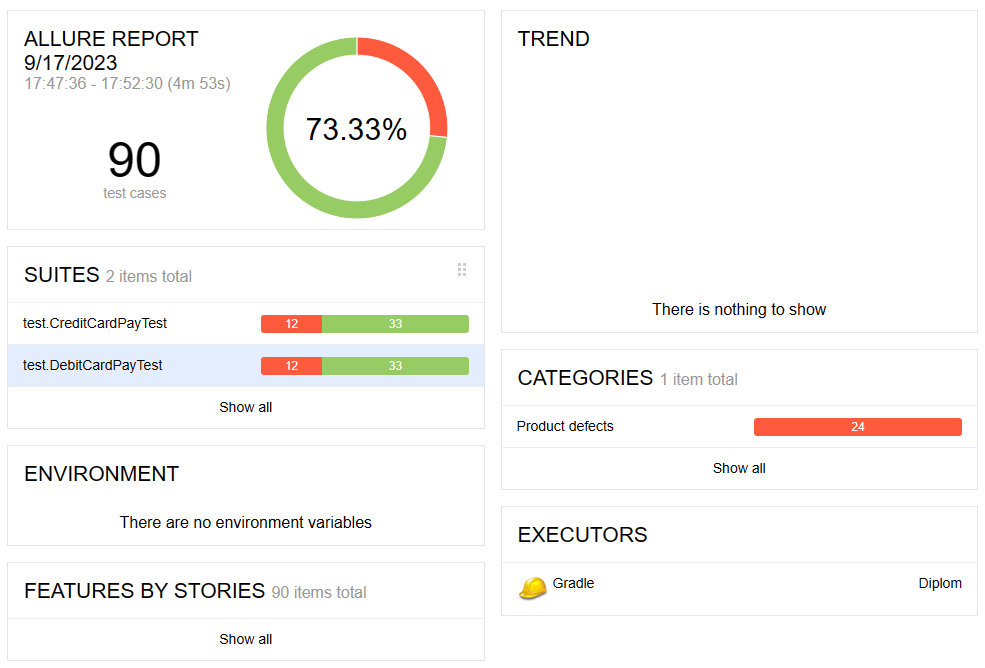 ALLURE REPORT
9/17/2023
17:47:36 - 17:52:30 (4m 53s)
73.33%
90
test cases
SUITES 2 items total
test.CreditCardPayTest 12 33
test.DebitCardPayTest 12 33
Show all
ENVIRONMENT
There are no environment variables
FEATURES BY STORIES 90 items total
Show all
TREND
There is nothing to show
CATEGORIES 1 item total
Product defects 24
Show all
EXECUTORS
Gradle Diplom